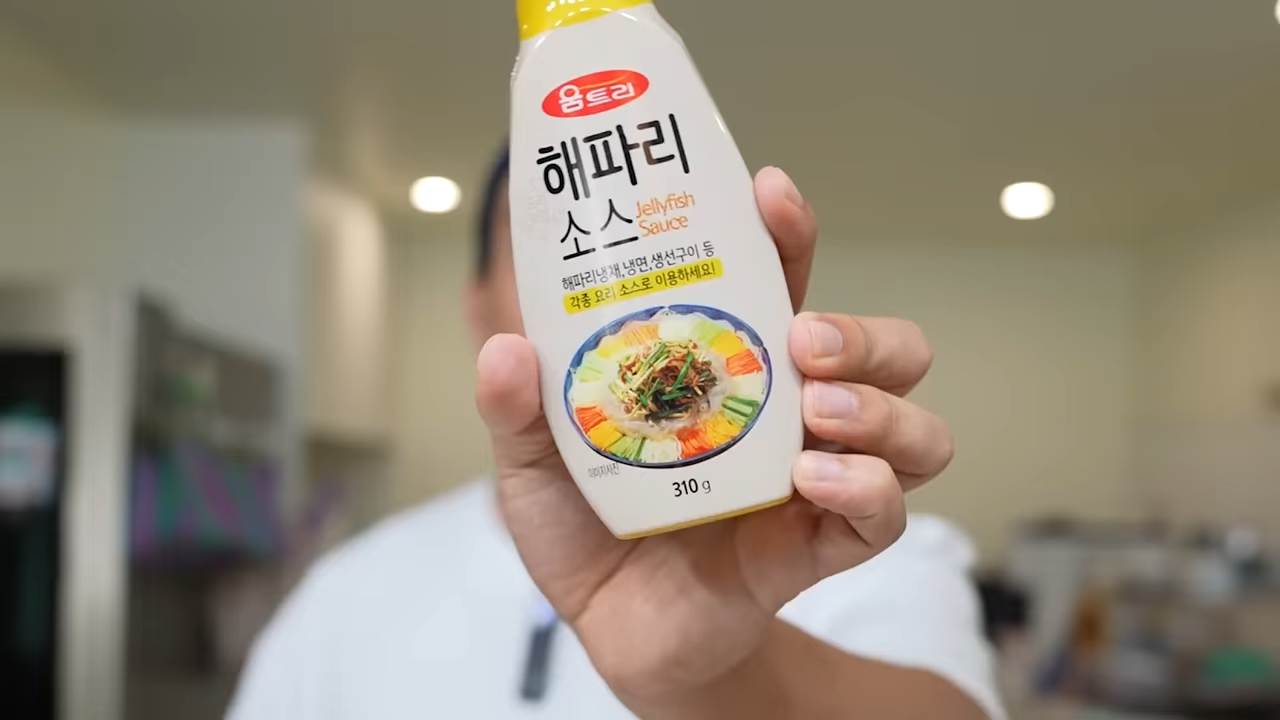 움트리
해파리
소스 Jellyfish
Sauce
해파리냉채,냉면,생선구이 등
각종 요리 소스로 이용하세요!
이미지사진
310 g